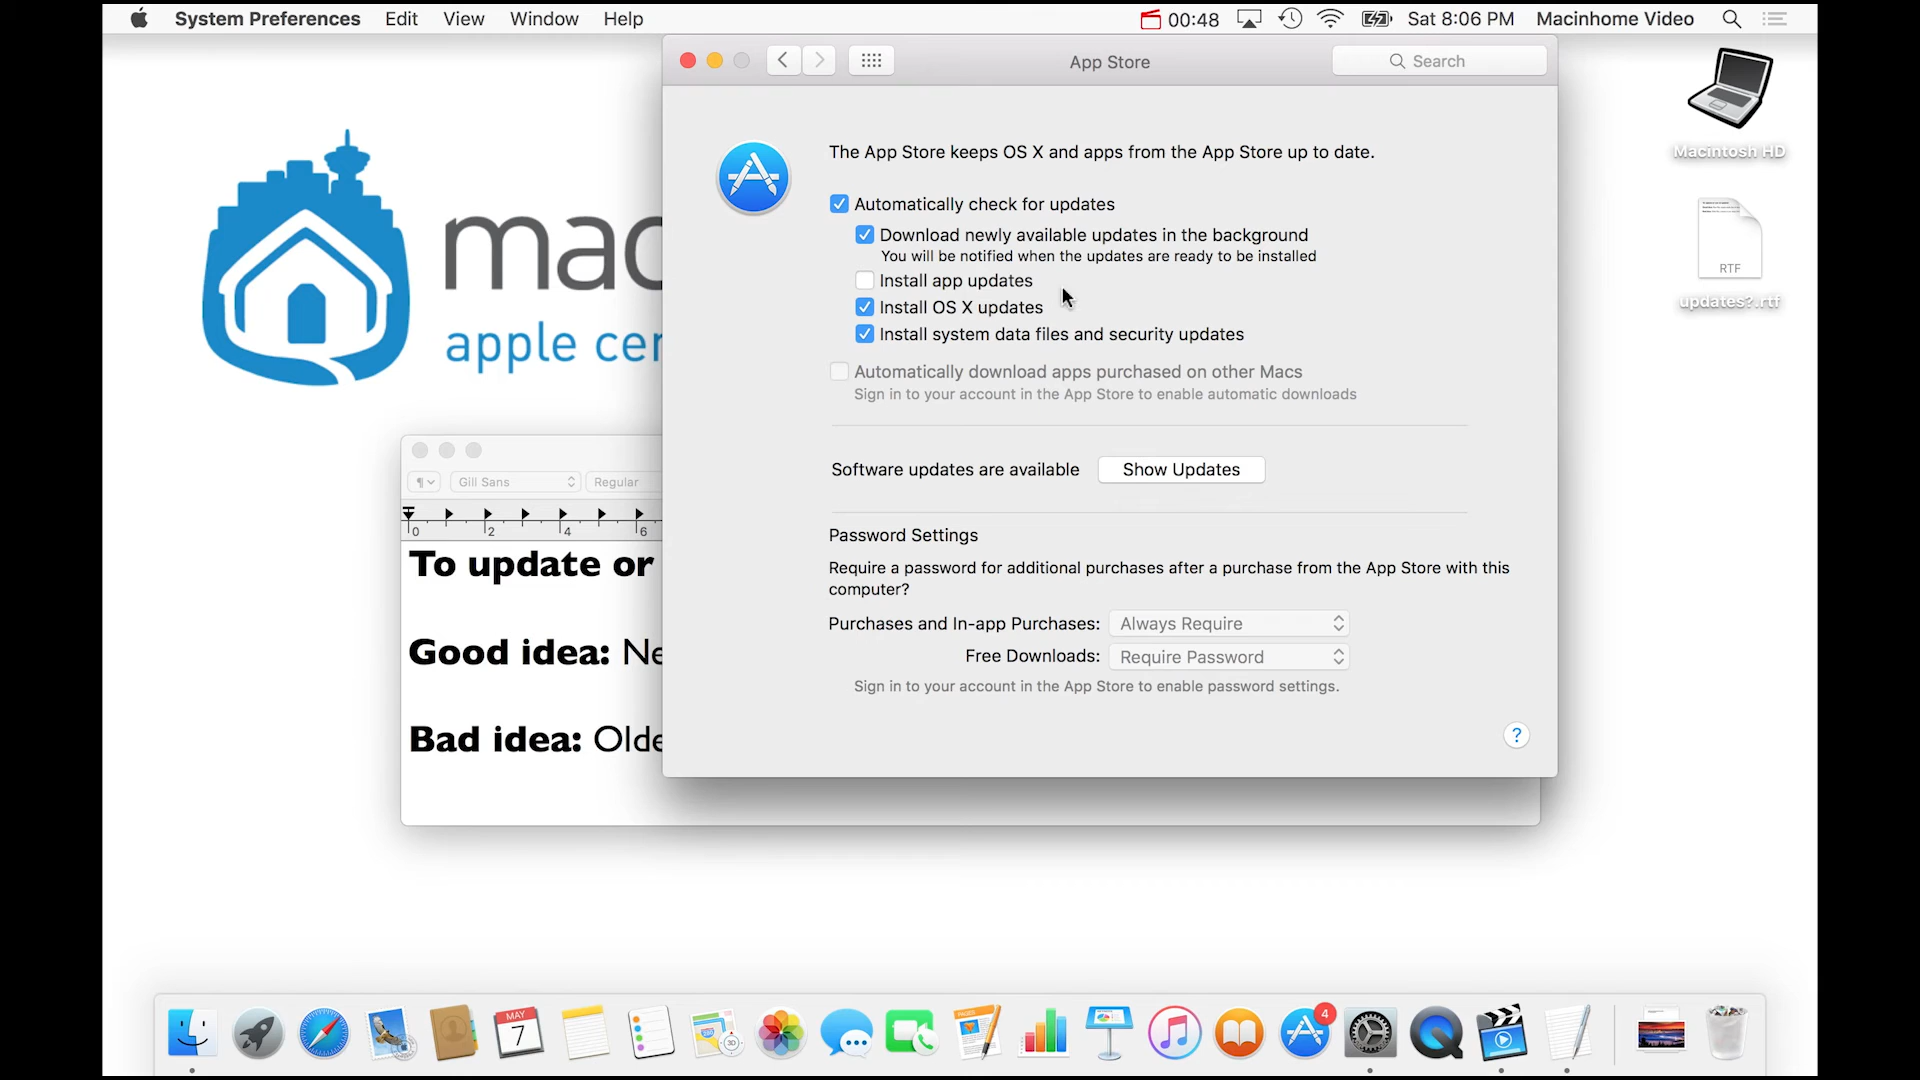 System Preferences Edit View Window Help 00:48 Sat 8:06 PM Macinhome Video
App Store
Search
Macintosh HD
The App Store keeps OS X and apps from the App Store up to date.
Automatically check for updates
Download newly available updates in the background
You will be notified when the updates are ready to be installed
Install app updates
Install OS X updates
Install system data files and security updates
Automatically download apps purchased on other Macs
Sign in to your account in the App Store to enable automatic downloads
Software updates are available Show Updates
Password Settings
Require a password for additional purchases after a purchase from the App Store with this
computer?
Purchases and In-app Purchases: Always Require
Free Downloads: Require Password
Sign in to your account in the App Store to enable password settings.
?
RTF
updates?.rtf
mac
apple cer
Gill Sans Regular
0 2 4 6
To update or
Good idea: Ne
Bad idea: Olde
MAY
7
PAGES
4